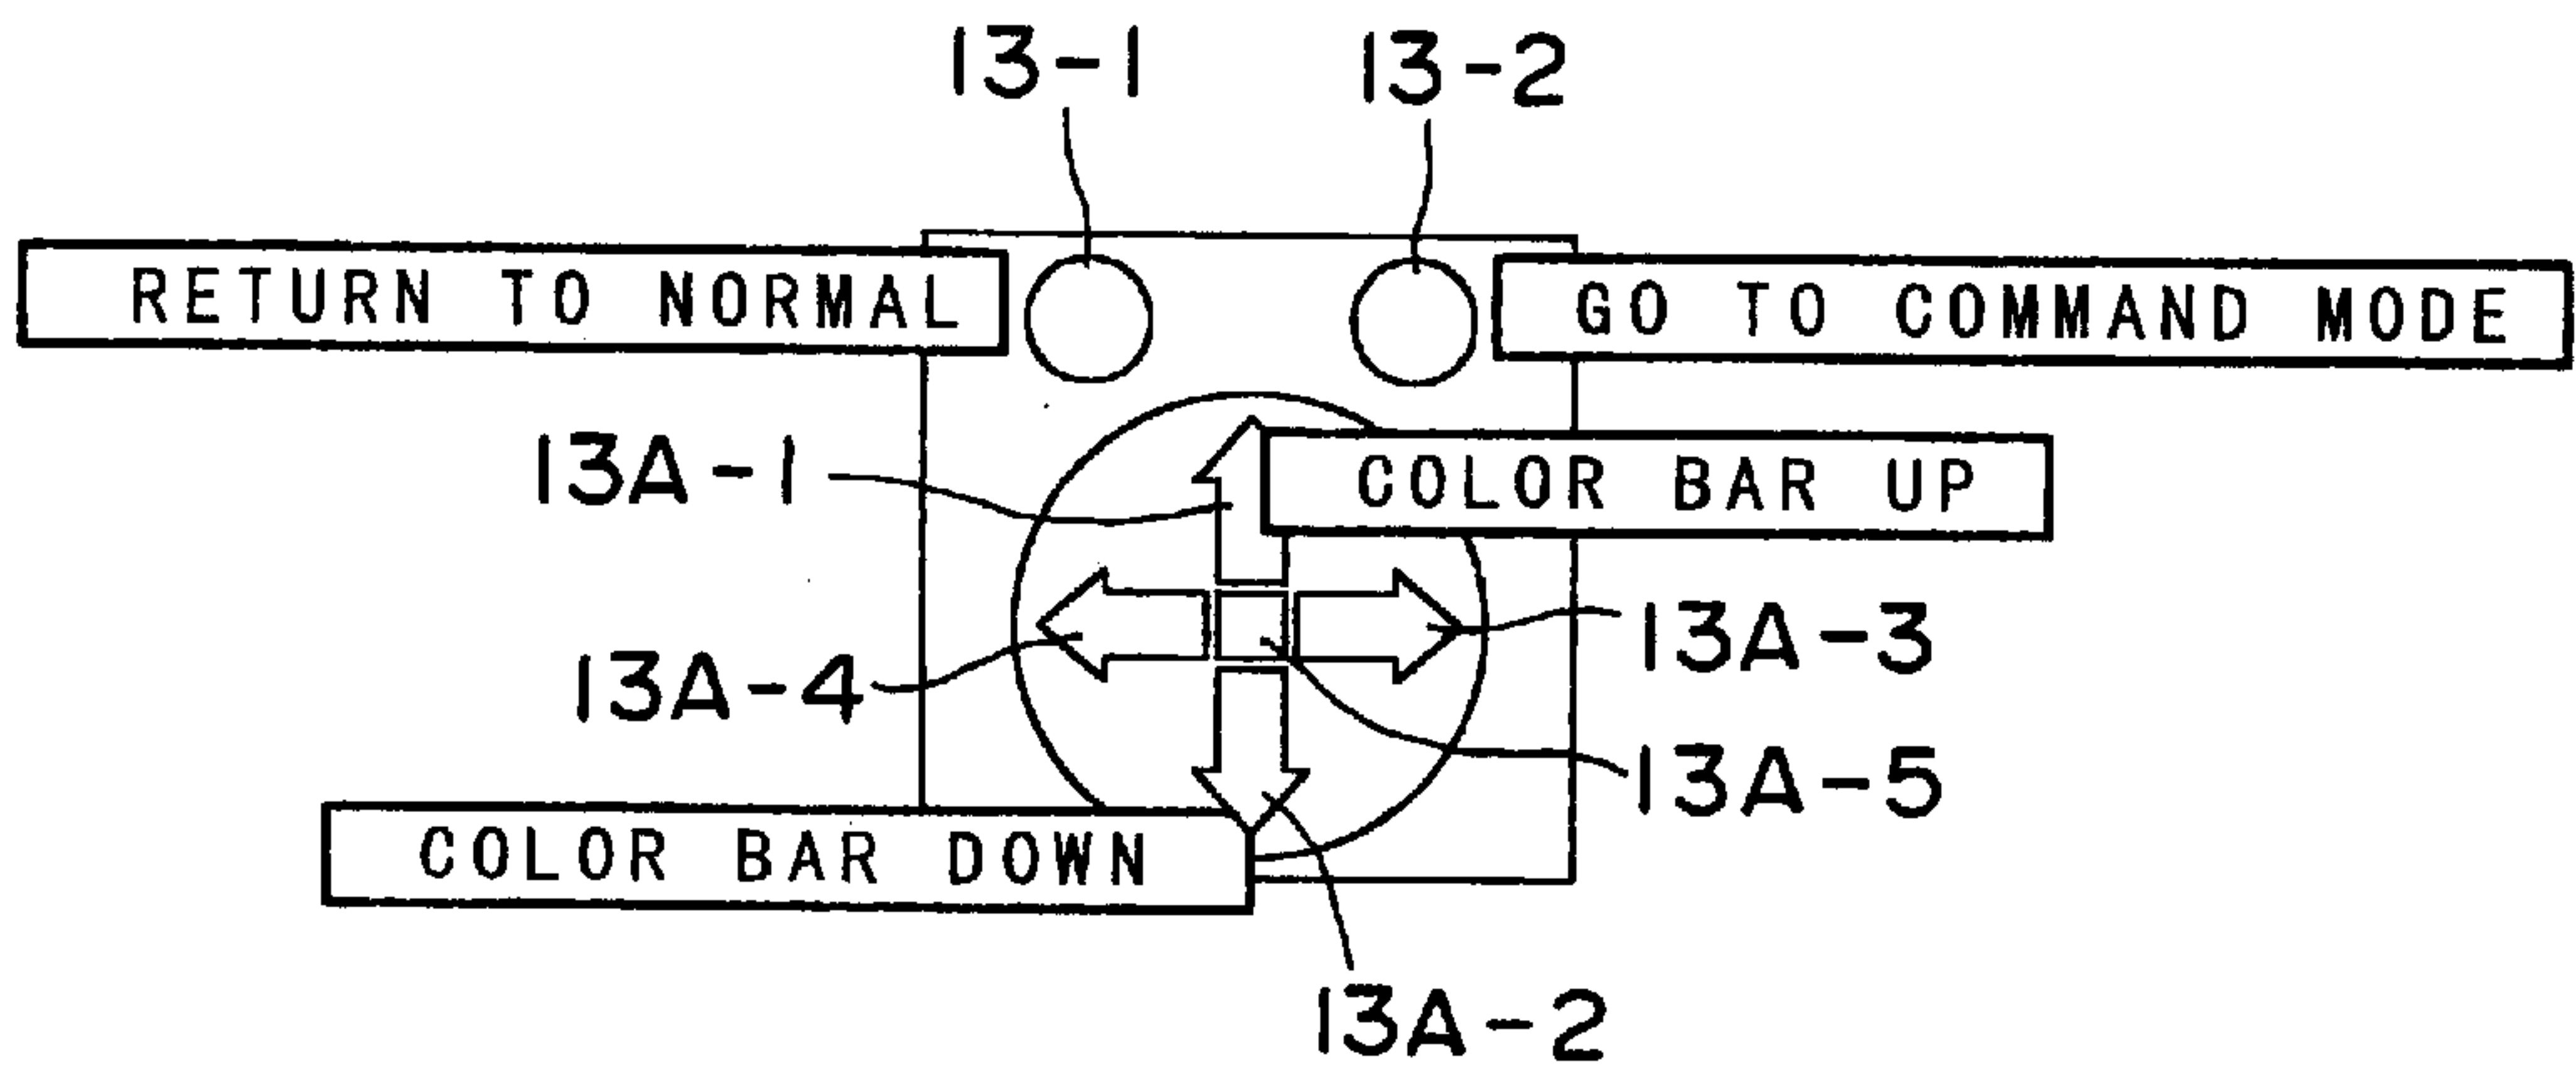 13-1 13-2
RETURN TO NORMAL GO TO COMMAND MODE
13A-1 COLOR BAR UP
13A-3
13A-4
13A-5
COLOR BAR DOWN
13A-2